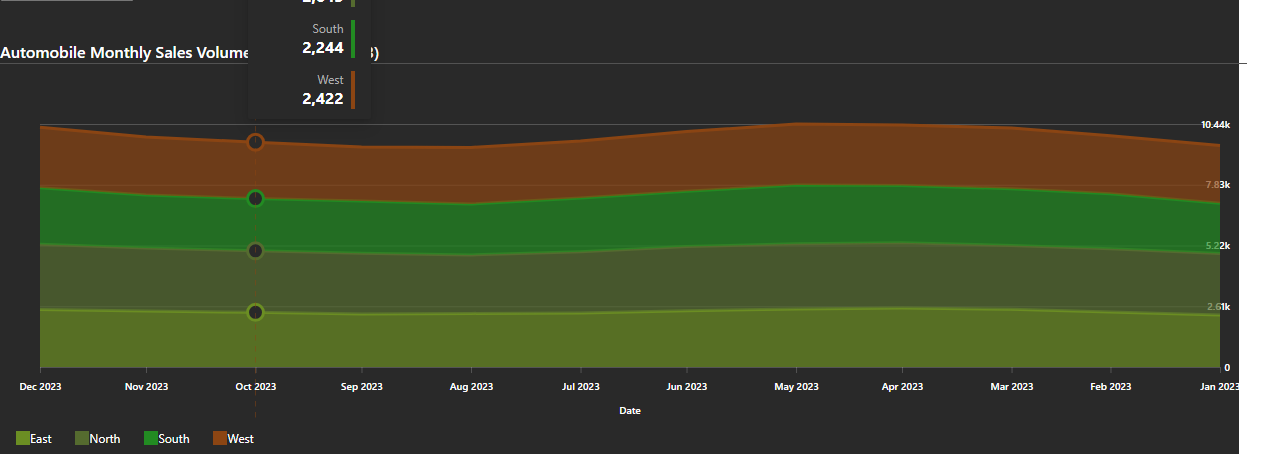 South
2,244
Automobile Monthly Sales Volume 3)
West
2,422
10.44k
7.83k
5.22k
2.61k
0
Dec 2023 Nov 2023 Oct 2023 Sep 2023 Aug 2023 Jul 2023 Jun 2023 May 2023 Apr 2023 Mar 2023 Feb 2023 Jan 2023
Date
East North South West